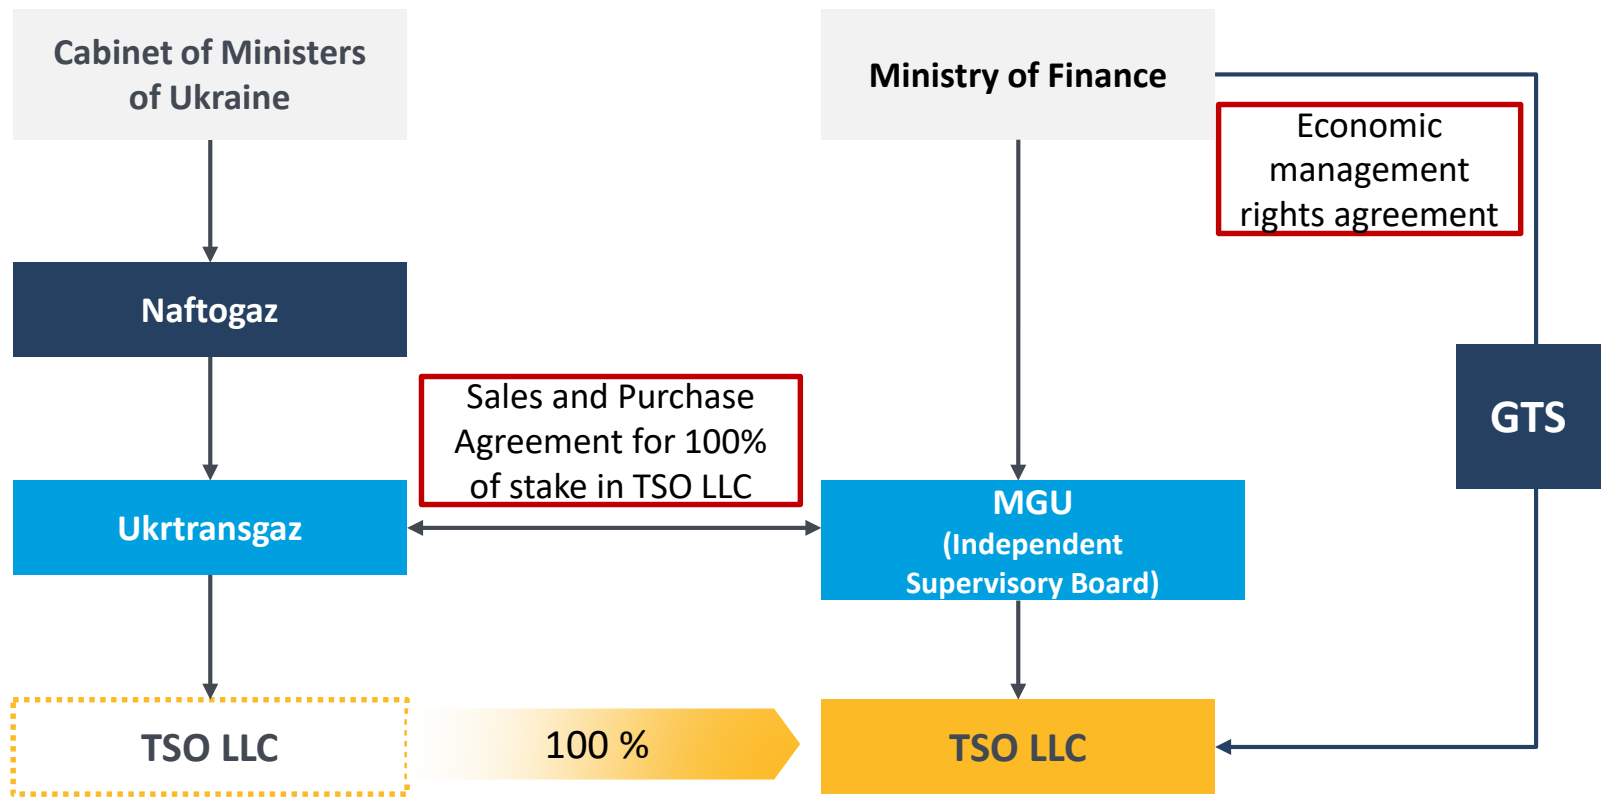 Cabinet of Ministers
of Ukraine
Ministry of Finance
Economic
management
rights agreement
Naftogaz
Sales and Purchase
Agreement for 100%
of stake in TSO LLC
GTS
Ukrtransgaz
MGU
(Independent
Supervisory Board)
TSO LLC
100 %
TSO LLC